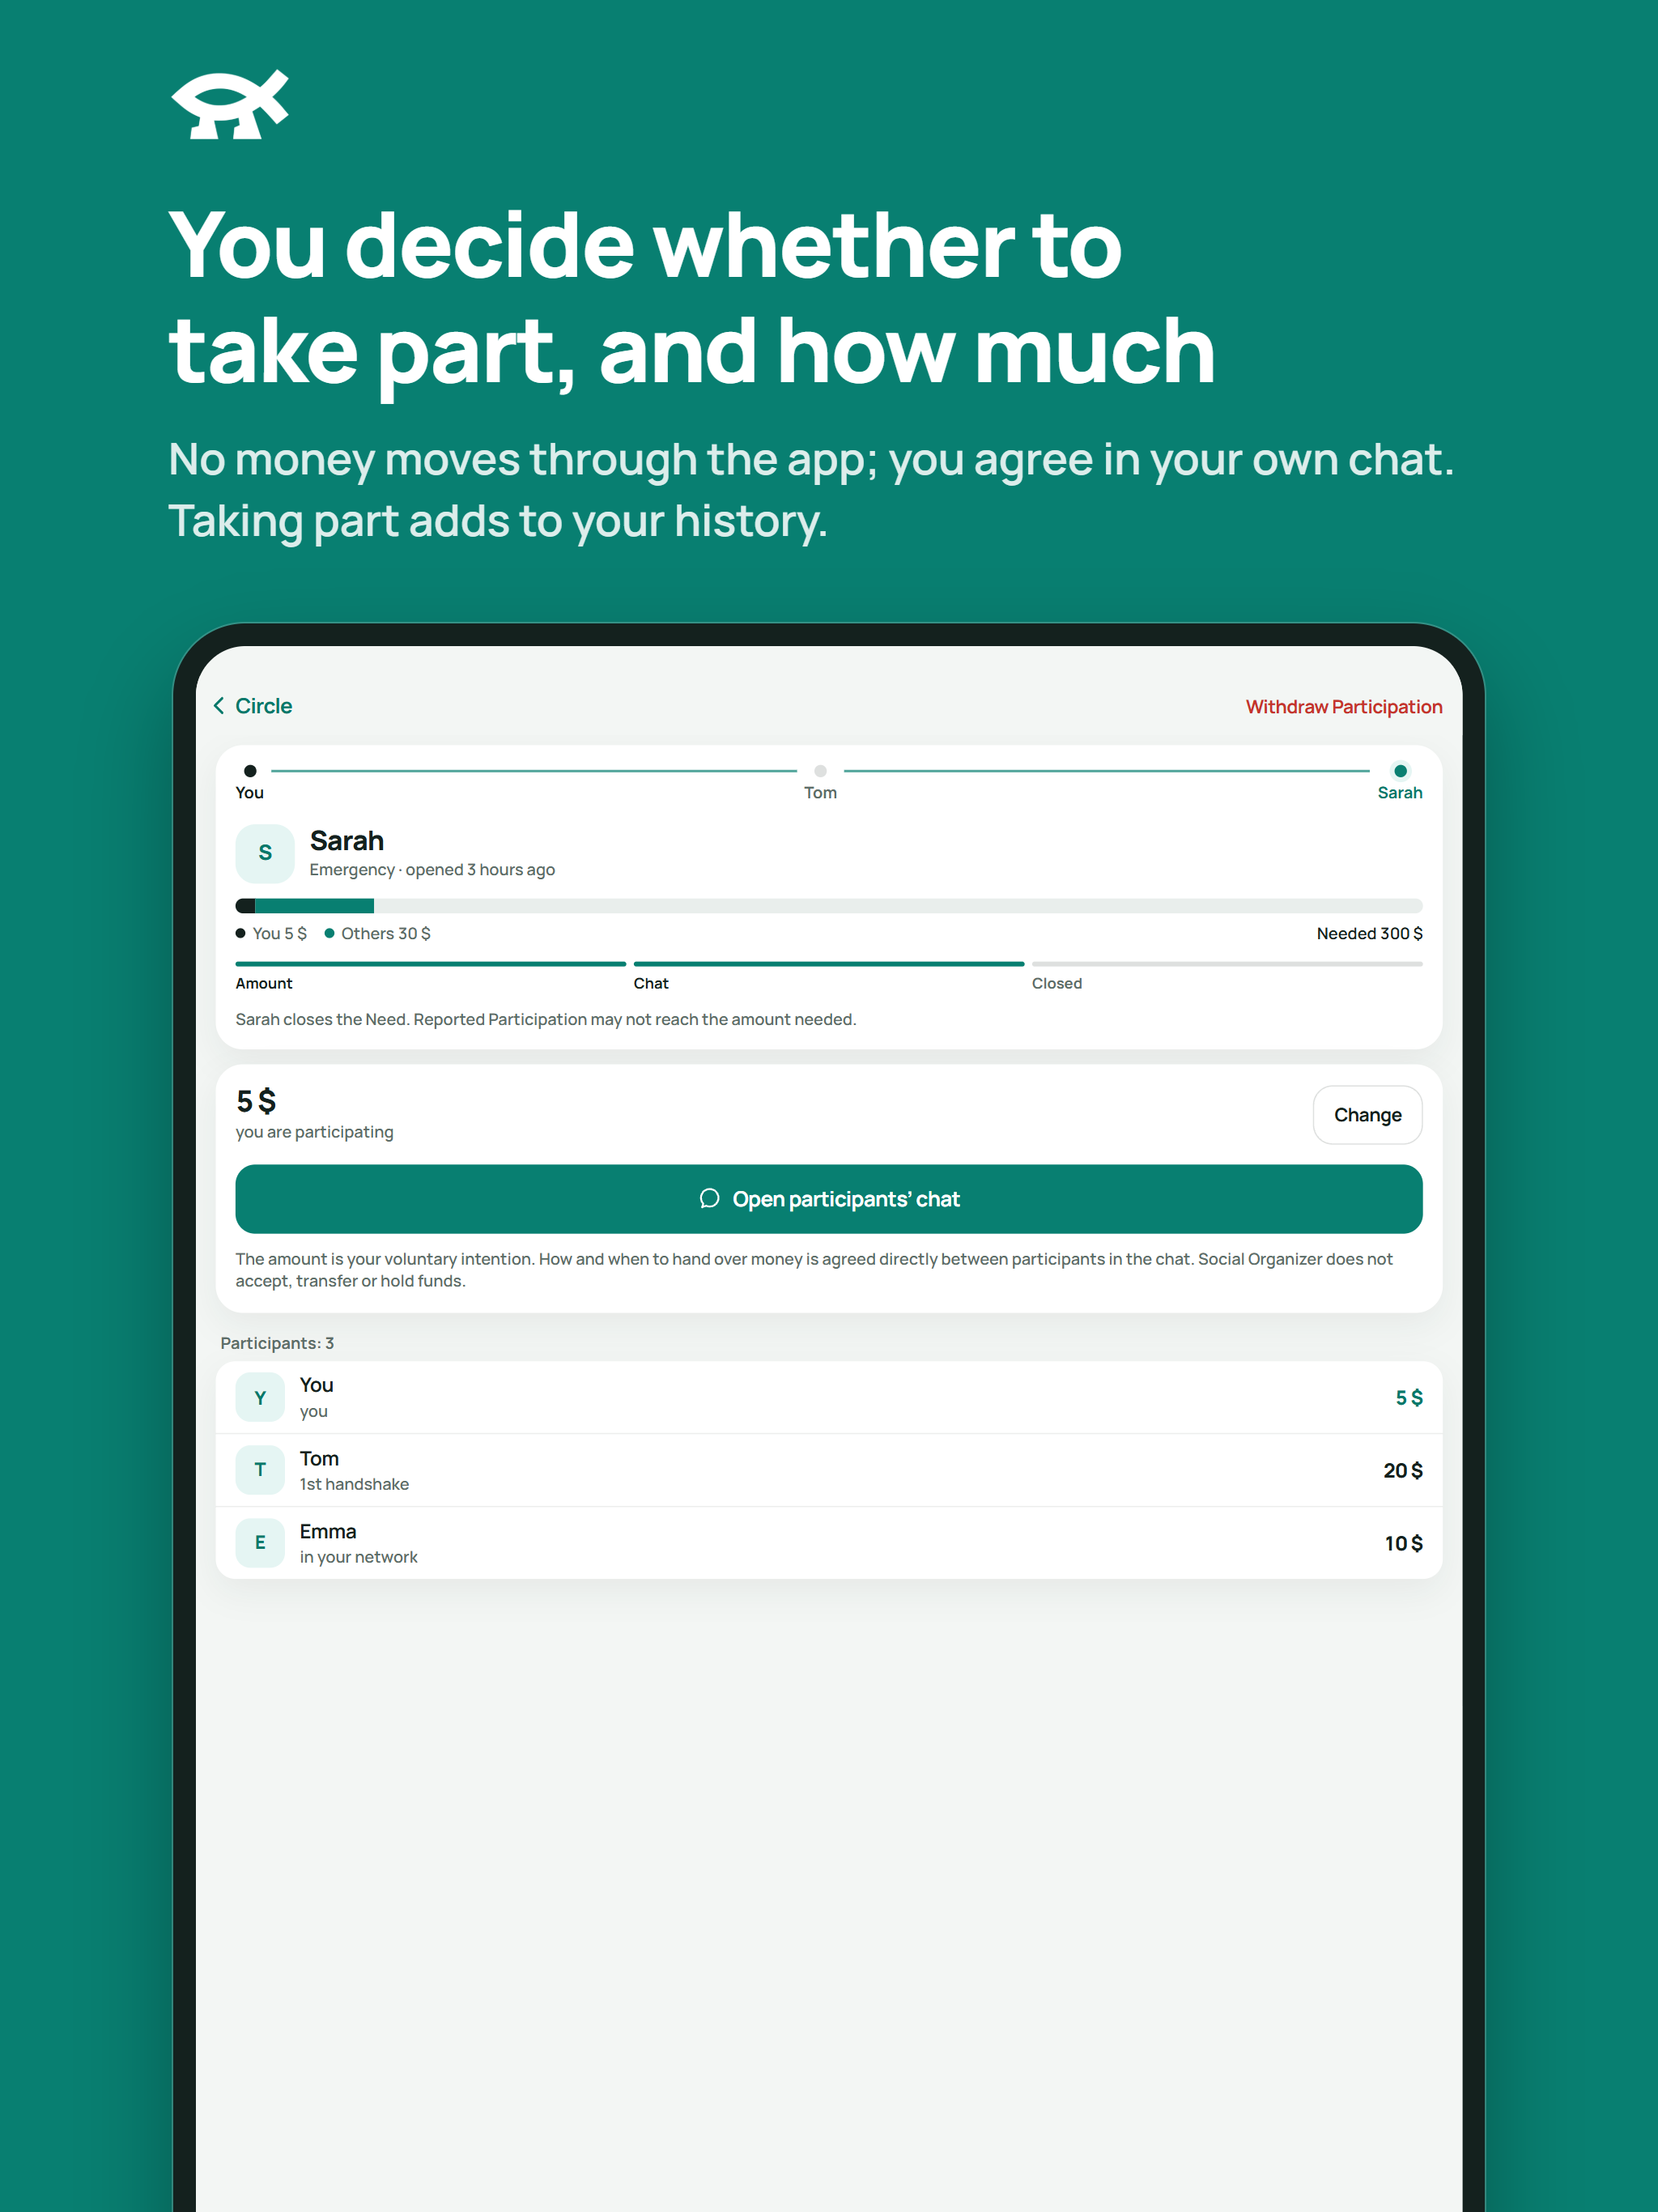 You decide whether to
take part, and how much
No money moves through the app; you agree in your own chat.
Taking part adds to your history.
Circle
Withdraw Participation
You
Tom
Sarah
S
Sarah
Emergency · opened 3 hours ago
You 5 $
Others 30 $
Needed 300 $
Amount
Chat
Closed
Sarah closes the Need. Reported Participation may not reach the amount needed.
5 $
you are participating
Change
Open participants’ chat
The amount is your voluntary intention. How and when to hand over money is agreed directly between participants in the chat. Social Organizer does not
accept, transfer or hold funds.
Participants: 3
Y
You
you
5 $
T
Tom
1st handshake
20 $
E
Emma
in your network
10 $